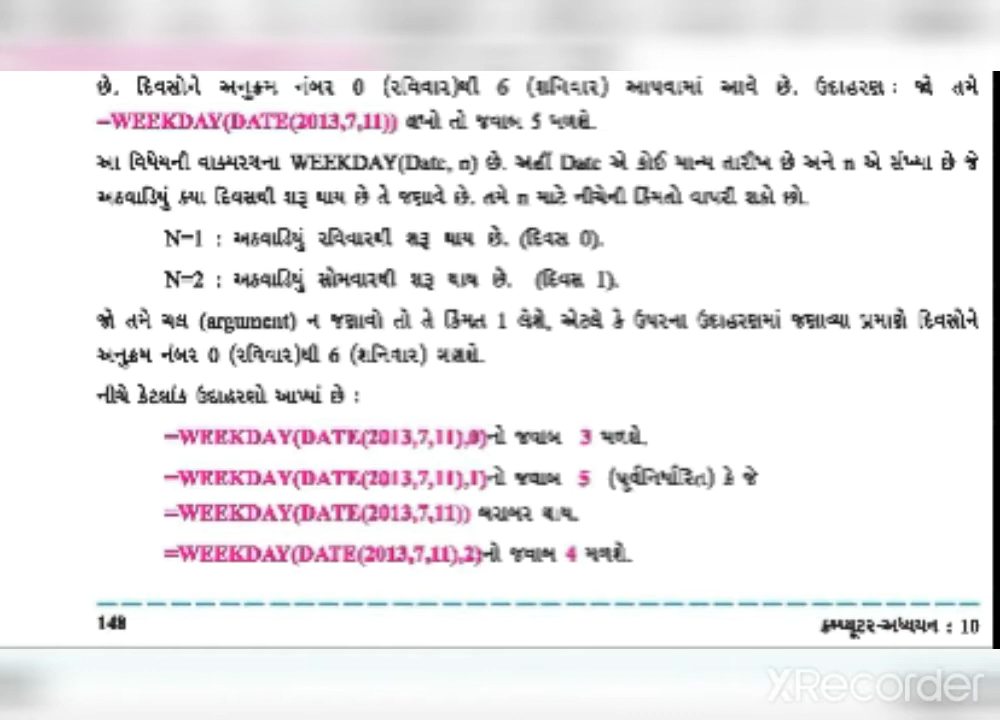 છે. દિવસોને અનુક્રમ નંબર 0 (રવિવાર)થી 6 (શનિવાર) આપવામાં આવે છે. ઉદાહરણ : જો તમે
=WEEKDAY(DATE(2013,7,11)) લખો તો જવાબ 5 મળશે.
આ વિધેયની વાક્યરચના WEEKDAY(Date, n) છે. અહીં Date એ કોઈ માન્ય તારીખ છે અને n એ સંખ્યા છે જે
અઠવાડિયું ક્યા દિવસથી શરૂ થાય છે તે જણાવે છે. તમે n માટે નીચેની કિંમતો વાપરી શકો છો.
N=1 : અઠવાડિયું રવિવારથી શરૂ થાય છે. (દિવસ 0).
N=2 : અઠવાડિયું સોમવારથી શરૂ થાય છે. (દિવસ 1).
જો તમે ચલ (argument) ન જણાવો તો તે કિંમત 1 લેશે, એટલે કે ઉપરના ઉદાહરણમાં જણાવ્યા પ્રમાણે દિવસોને
અનુક્રમ નંબર 0 (રવિવાર)થી 6 (શનિવાર) ગણશે.
નીચે કેટલાંક ઉદાહરણો આપ્યાં છે :
=WEEKDAY(DATE(2013,7,11),0)નો જવાબ 3 મળશે.
=WEEKDAY(DATE(2013,7,11),1)નો જવાબ 5 (પૂર્વનિર્ધારિત) કે જે
=WEEKDAY(DATE(2013,7,11)) બરાબર થાય.
=WEEKDAY(DATE(2013,7,11),2)નો જવાબ 4 મળશે.
148 કમ્પ્યૂટર-અધ્યયન : 10
XRecorder